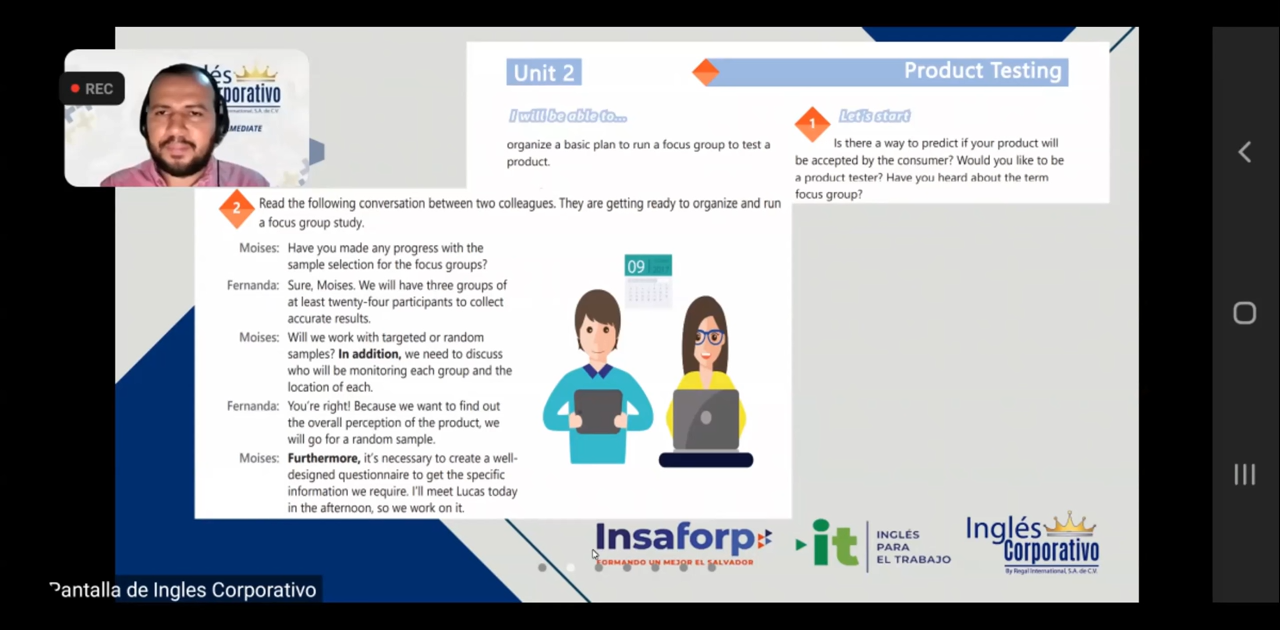 REC
Inglés
Corporativo
Unit 2
Product Testing
I will be able to...
organize a basic plan to run a focus group to test a
product.
1
Let's start
Is there a way to predict if your product will
be accepted by the consumer? Would you like to be
a product tester? Have you heard about the term
focus group?
2
Read the following conversation between two colleagues. They are getting ready to organize and run
a focus group study.
Moises: Have you made any progress with the
sample selection for the focus groups?
Fernanda: Sure, Moises. We will have three groups of
at least twenty-four participants to collect
accurate results.
Moises: Will we work with targeted or random
samples? In addition, we need to discuss
who will be monitoring each group and the
location of each.
Fernanda: You're right! Because we want to find out
the overall perception of the product, we
will go for a random sample.
Moises: Furthermore, it's necessary to create a well-
designed questionnaire to get the specific
information we require. I'll meet Lucas today
in the afternoon, so we work on it.
09
Insaforp
FORMANDO UN MEJOR EL SALVADOR
it
INGLÉS
PARA
EL TRABAJO
Inglés
Corporativo
By Regal International, S.A. de C.V.
Pantalla de Ingles Corporativo